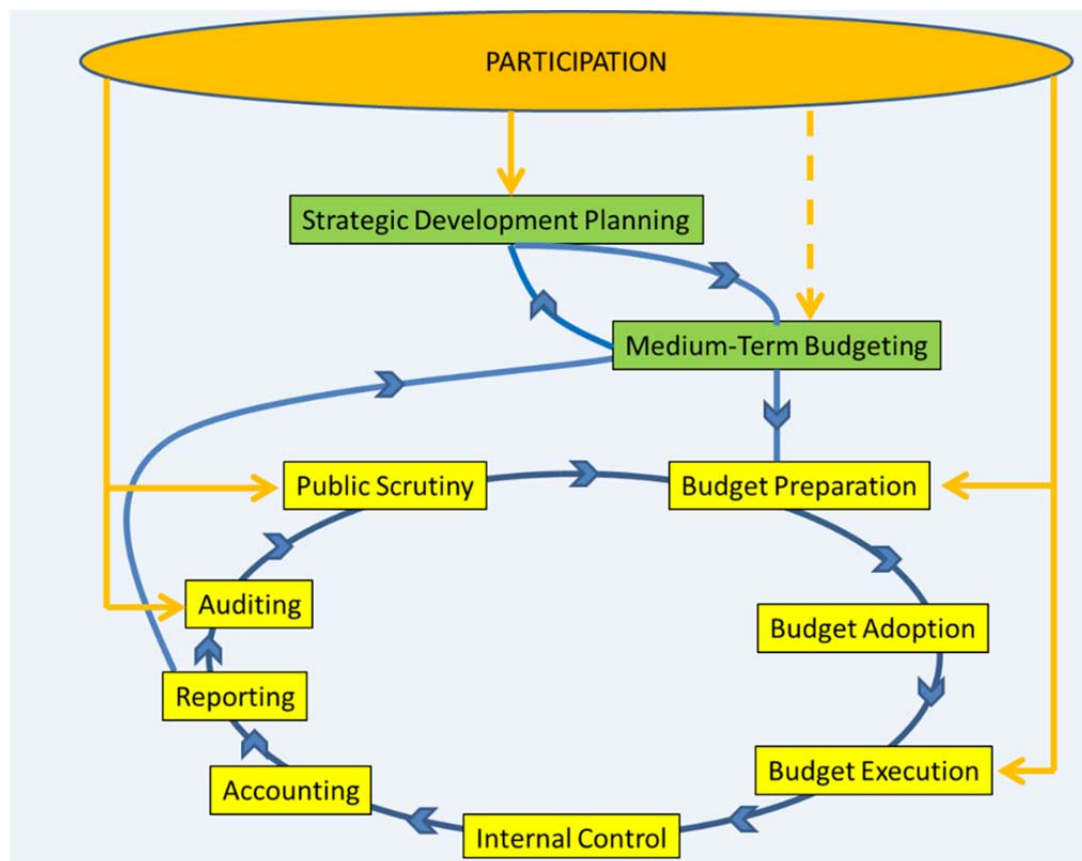 PARTICIPATION
Strategic Development Planning
Medium-Term Budgeting
Public Scrutiny
Budget Preparation
Auditing
Budget Adoption
Reporting
Budget Execution
Accounting
Internal Control